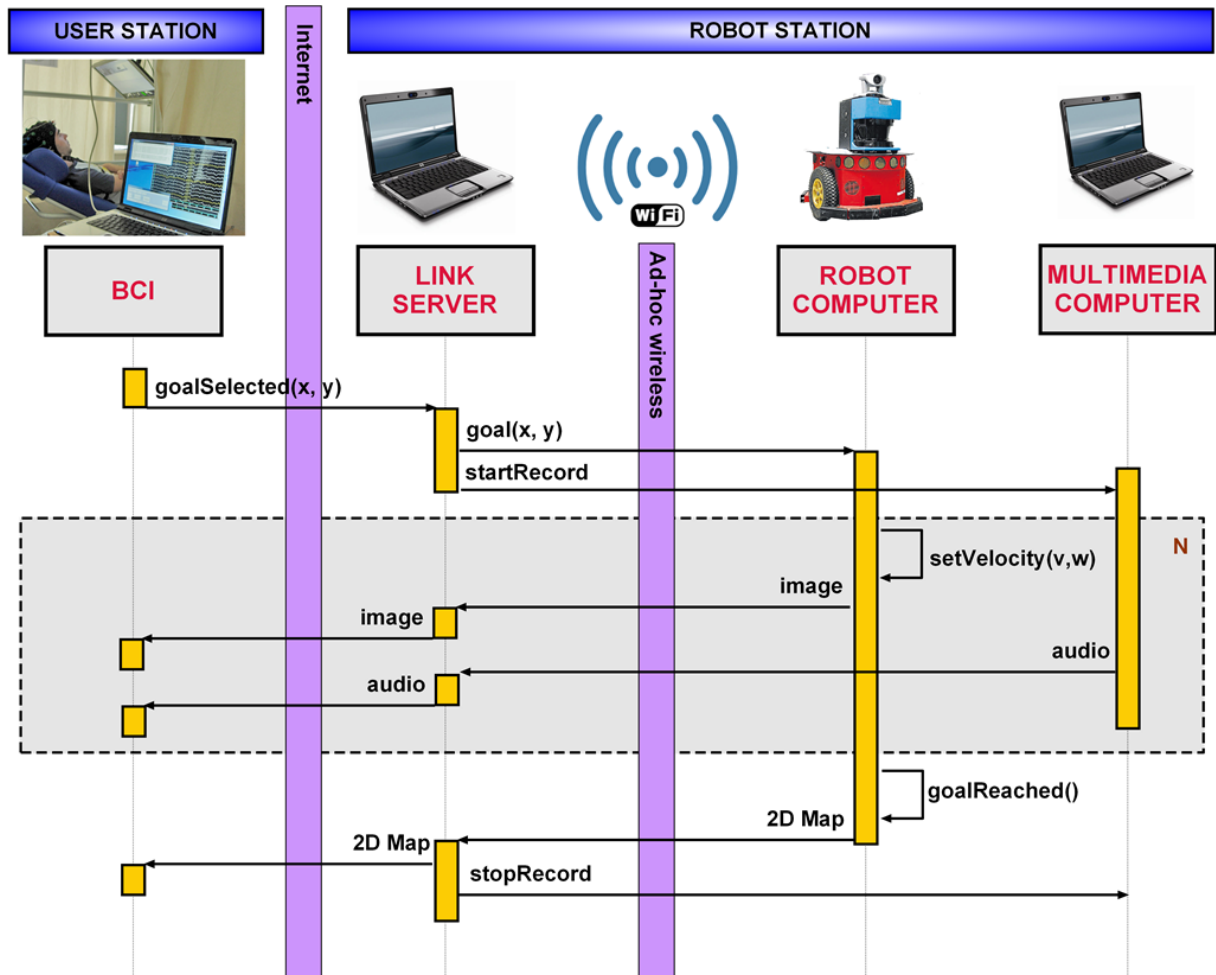 USER STATION
Internet
ROBOT STATION
Wi Fi
BCI
LINK
SERVER
Ad-hoc wireless
ROBOT
COMPUTER
MULTIMEDIA
COMPUTER
goalSelected(x, y)
goal(x, y)
startRecord
N
setVelocity(v,w)
image
image
audio
audio
goalReached()
2D Map
2D Map
stopRecord